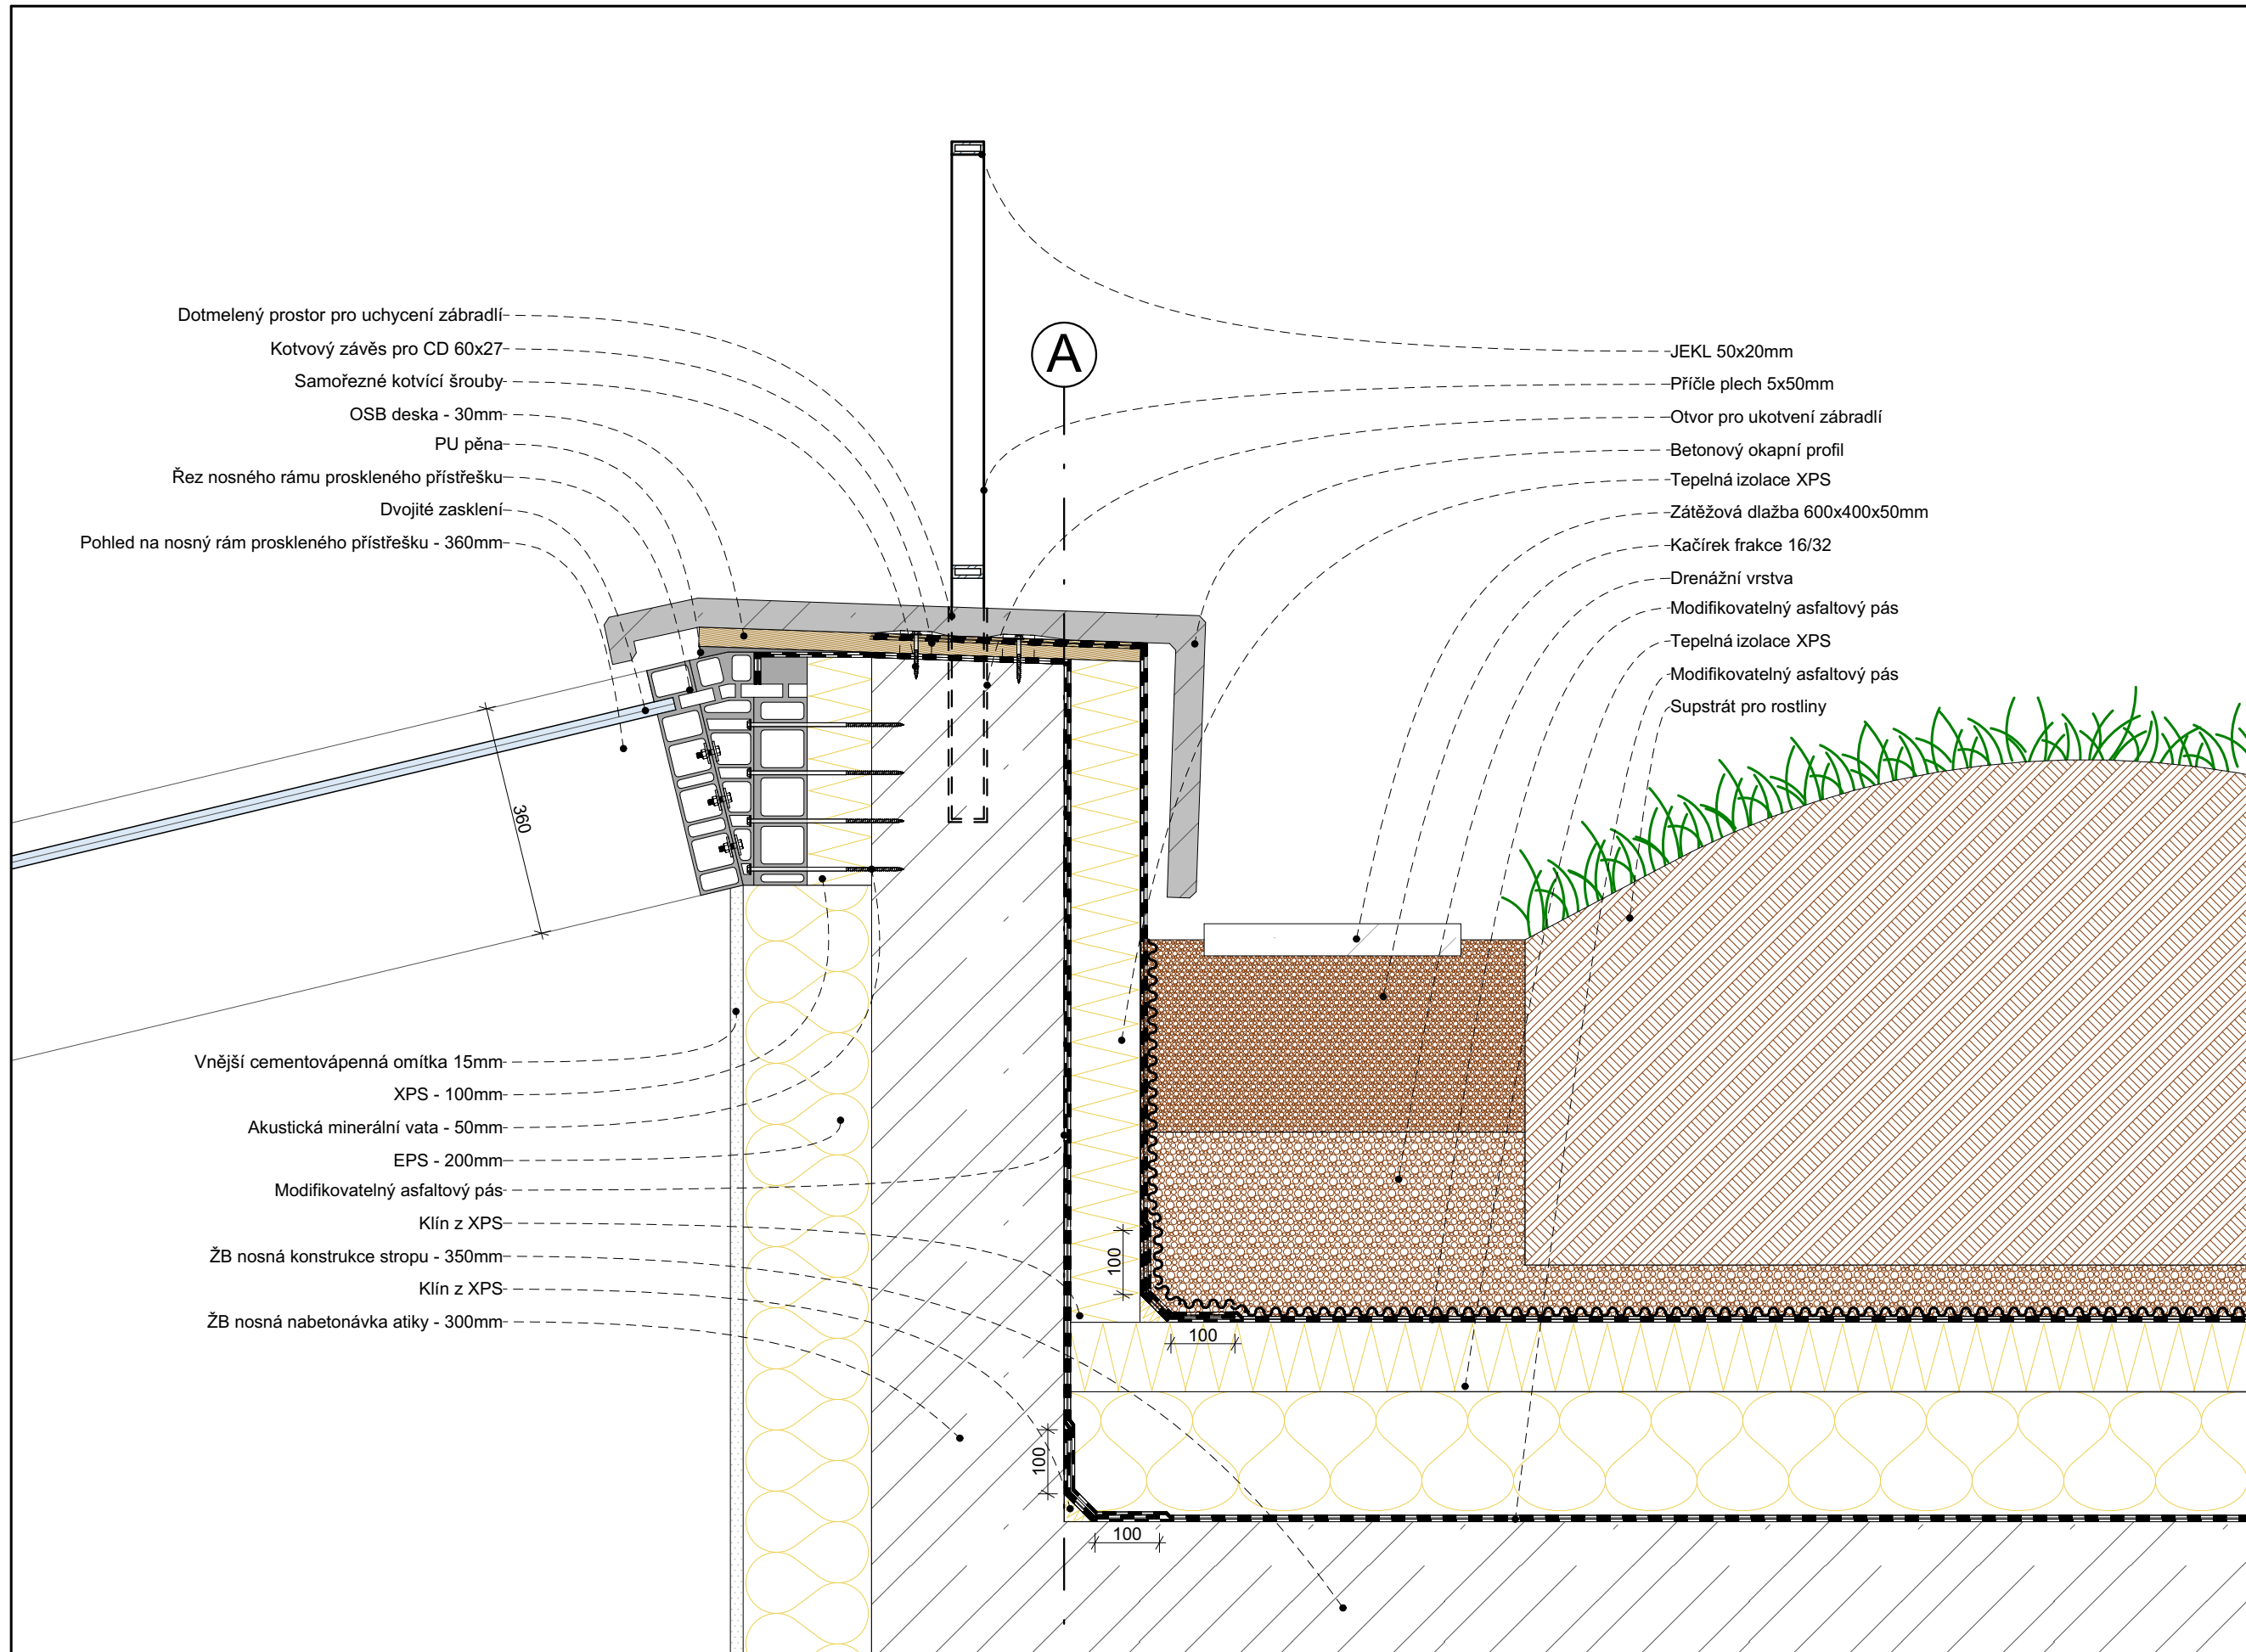 Dotmelený prostor pro uchycení zábradlí
Kotvový závěs pro CD 60x27
Samořezné kotvící šrouby
OSB deska - 30mm
PU pěna
Řez nosného rámu proskleného přístřešku
Dvojité zasklení
Pohled na nosný rám proskleného přístřešku - 360mm
A
JEKL 50x20mm
Příčle plech 5x50mm
Otvor pro ukotvení zábradlí
Betonový okapní profil
Tepelná izolace XPS
Zátěžová dlažba 600x400x50mm
Kačírek frakce 16/32
Drenážní vrstva
Modifikovatelný asfaltový pás
Tepelná izolace XPS
Modifikovatelný asfaltový pás
Supstrát pro rostliny
360
Vnější cementovápenná omítka 15mm
XPS - 100mm
Akustická minerální vata - 50mm
EPS - 200mm
Modifikovatelný asfaltový pás
Klín z XPS
ŽB nosná konstrukce stropu - 350mm
Klín z XPS
ŽB nosná nabetonávka atiky - 300mm
100
100
100
100